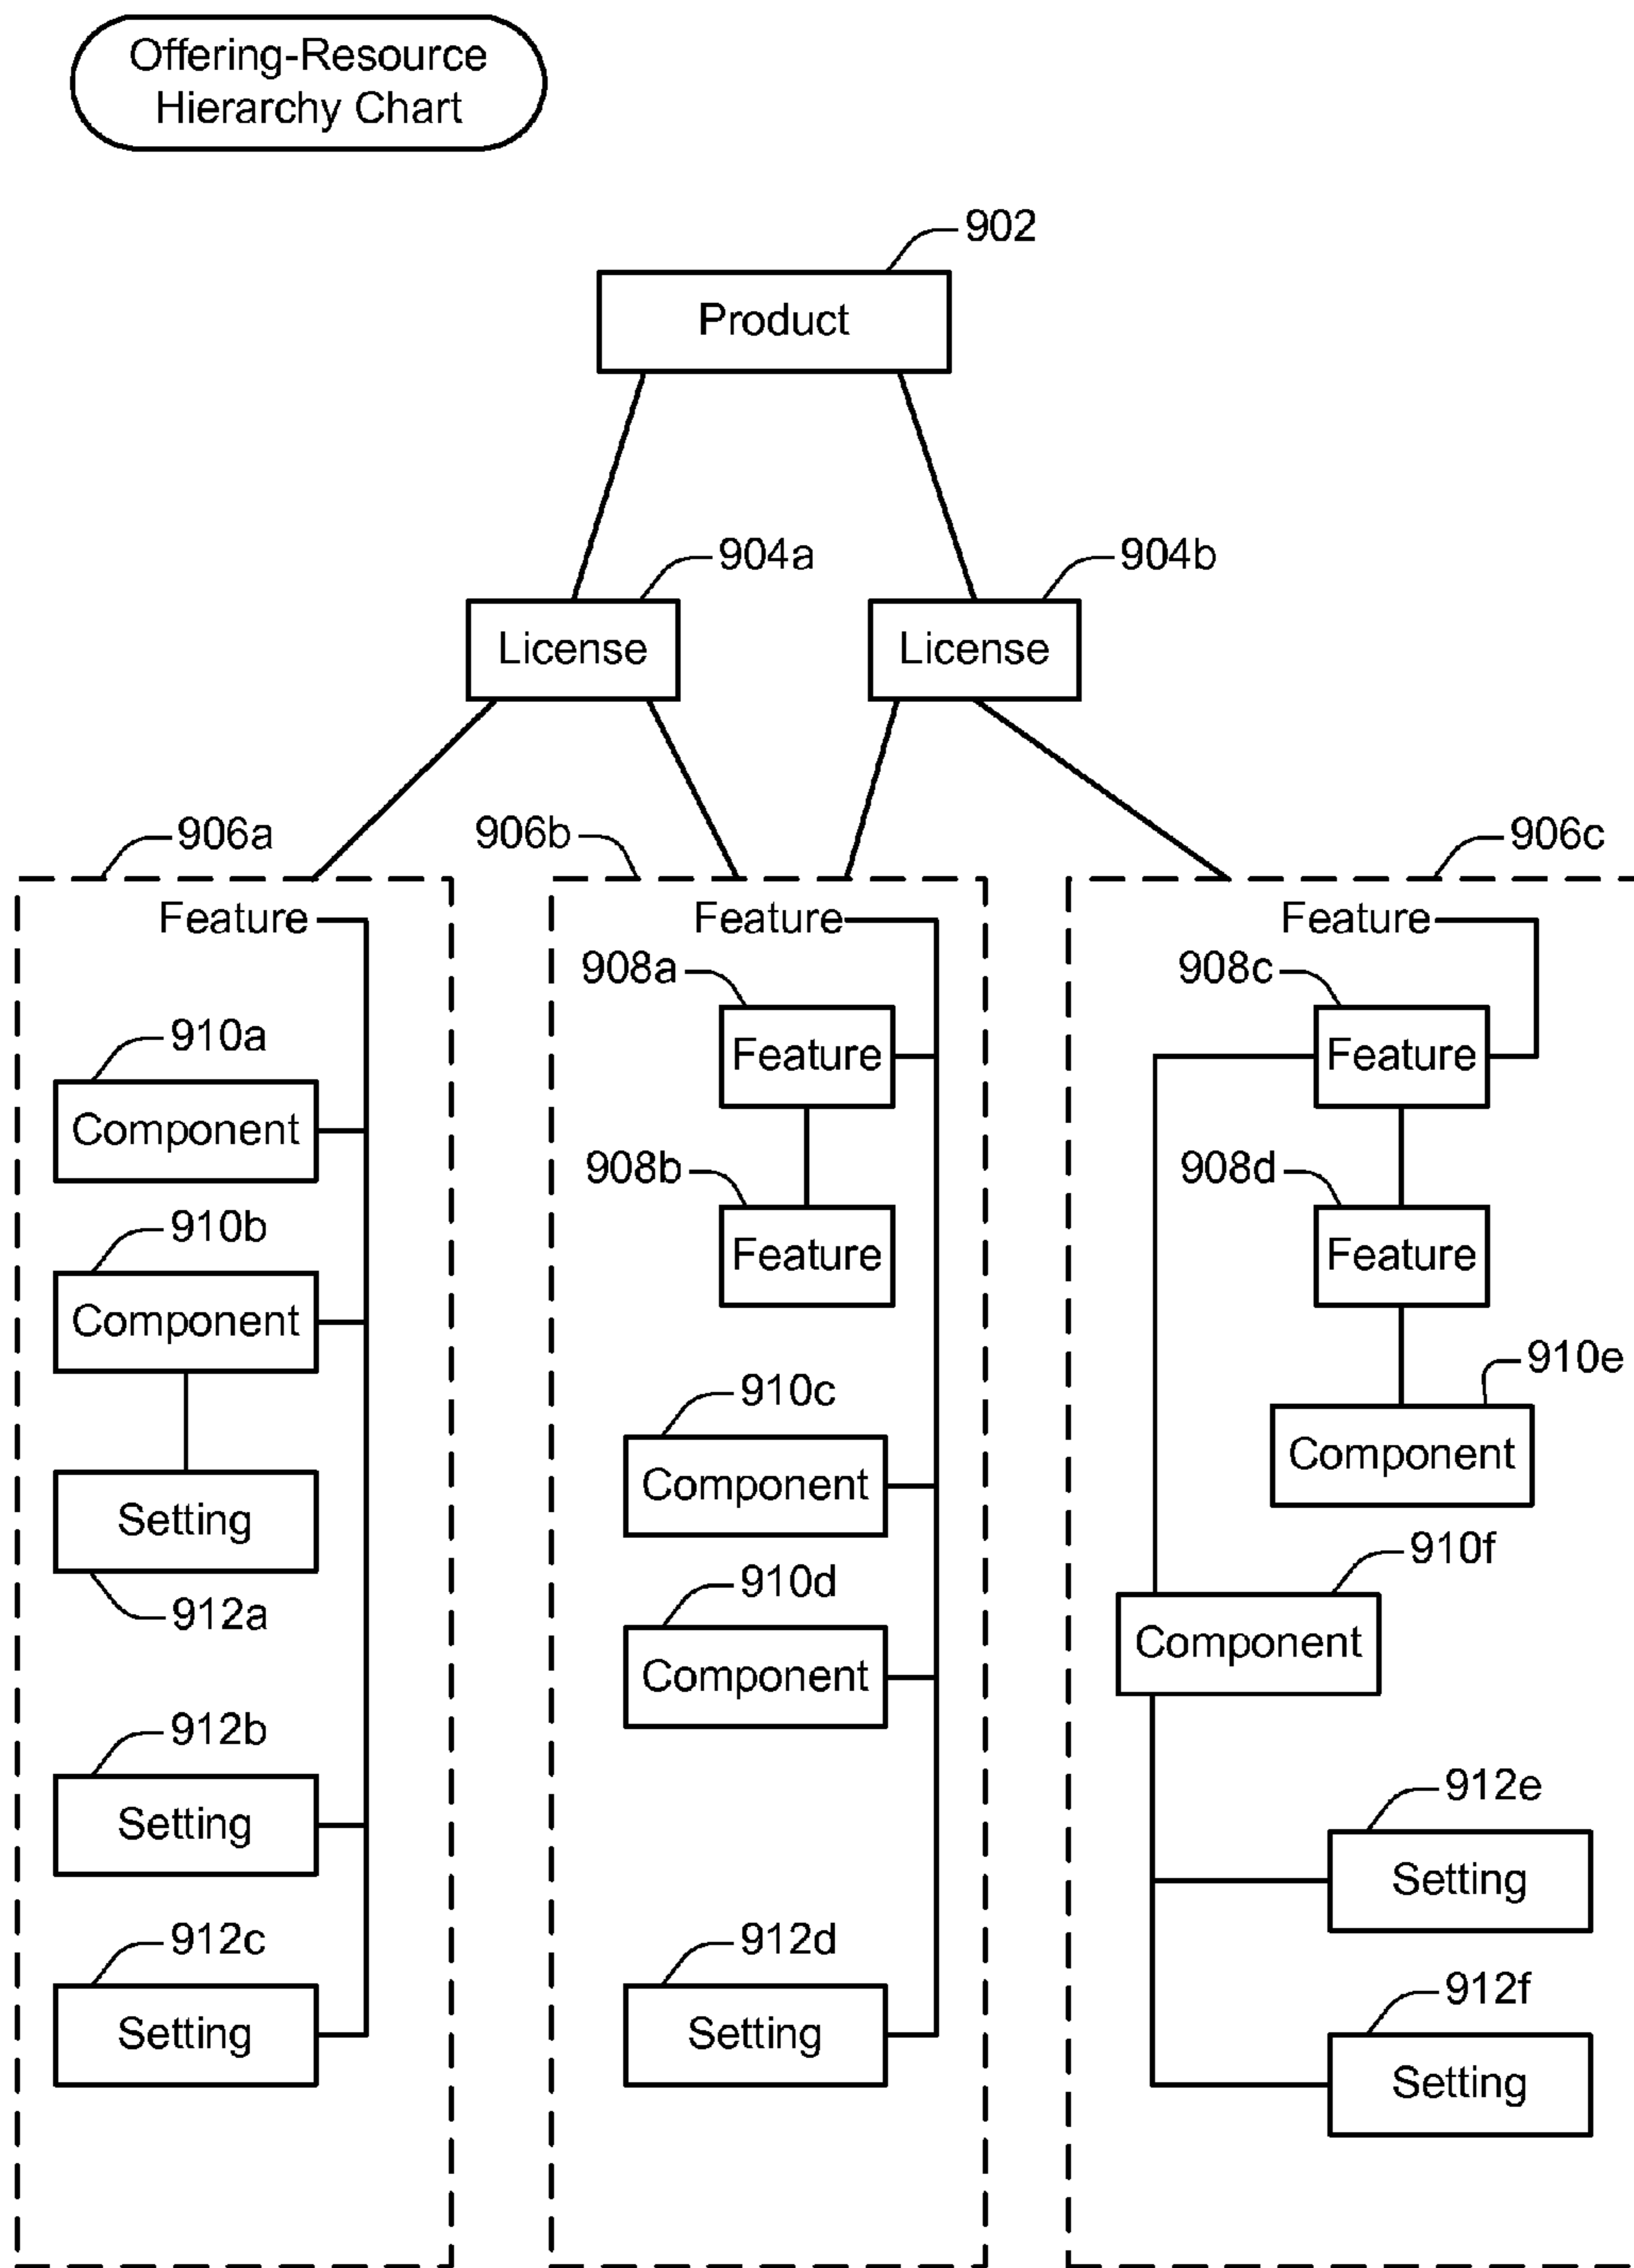 Offering-Resource
Hierarchy Chart
902
Product
904a
904b
License
License
906a
906b
906c
Feature
Feature
Feature
908a
908c
910a
Feature
Feature
Component
908b
908d
910b
Feature
Feature
Component
910e
910c
Component
Component
Setting
910f
910d
912a
Component
Component
912b
912e
Setting
Setting
912c
912d
912f
Setting
Setting
Setting